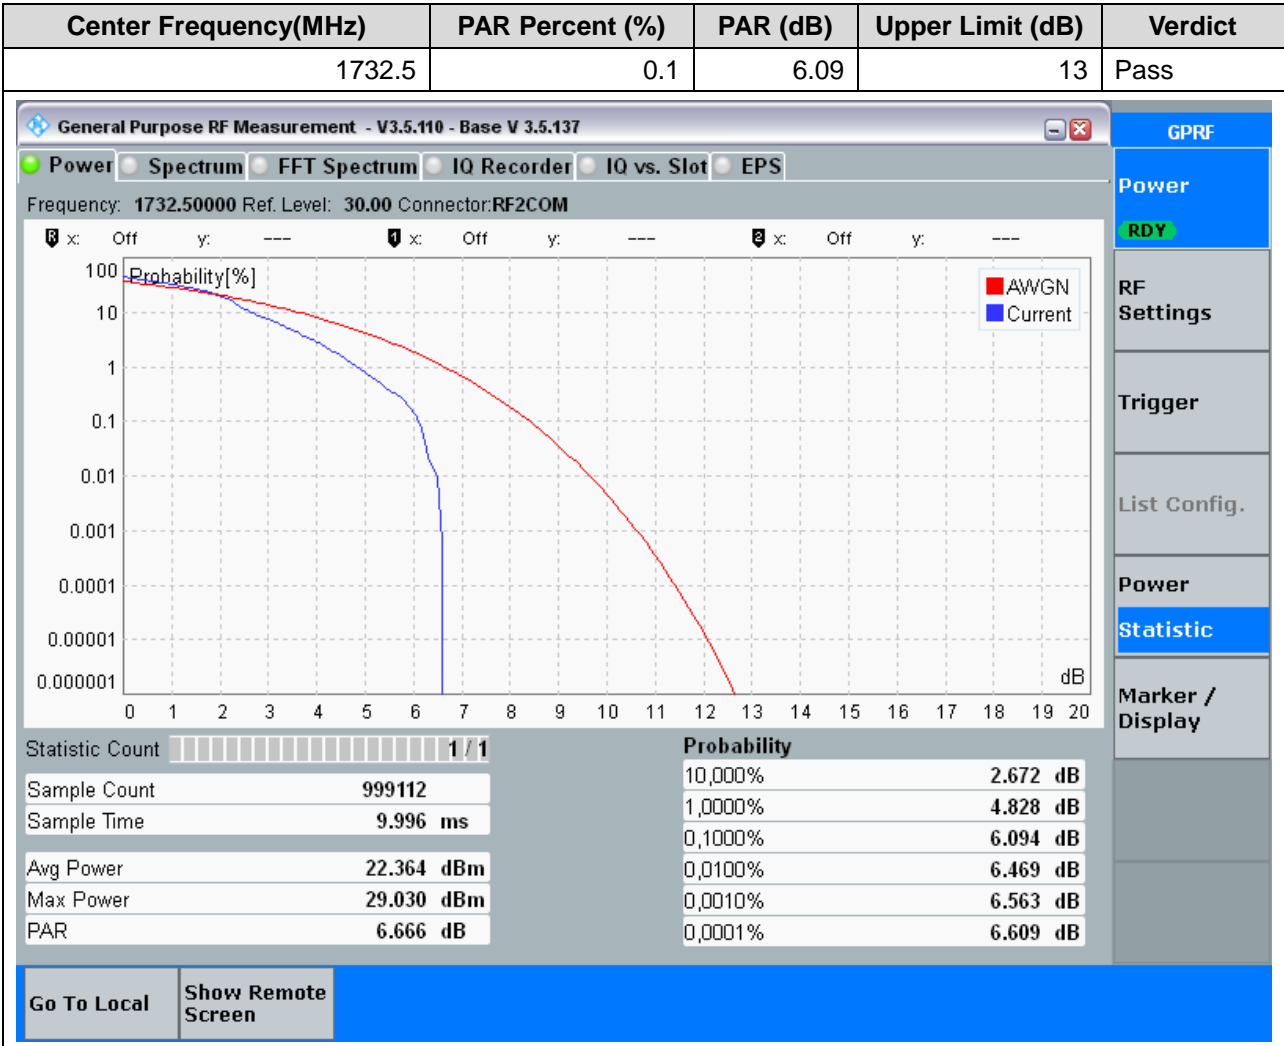 Center Frequency(MHz) PAR Percent (%) PAR (dB) Upper Limit (dB) Verdict
1732.5 0.1 6.09 13 Pass
General Purpose RF Measurement - V3.5.110 - Base V 3.5.137
GPRF
Power Spectrum FFT Spectrum IQ Recorder IQ vs. Slot EPS
Frequency: 1732.50000 Ref. Level: 30.00 Connector:RF2COM
R x: Off y: --- 1 x: Off y: --- 2 x: Off y: ---
Probability[%]
AWGN
Current
100
10
1
0.1
0.01
0.001
0.0001
0.00001
0.000001
dB
0 1 2 3 4 5 6 7 8 9 10 11 12 13 14 15 16 17 18 19 20
Statistic Count 1 / 1
Sample Count 999112
Sample Time 9.996 ms
Avg Power 22.364 dBm
Max Power 29.030 dBm
PAR 6.666 dB
Probability
10,000% 2.672 dB
1,0000% 4.828 dB
0,1000% 6.094 dB
0,0100% 6.469 dB
0,0010% 6.563 dB
0,0001% 6.609 dB
Power
RDY
RF
Settings
Trigger
List Config.
Power
Statistic
Marker /
Display
Go To Local
Show Remote
Screen